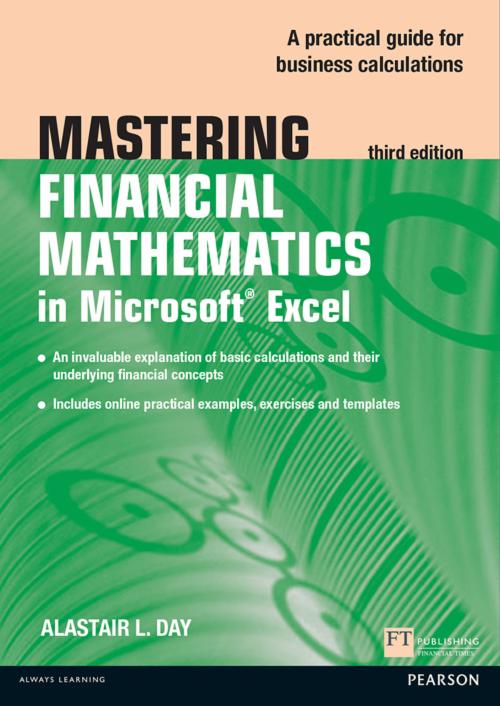 A practical guide for
business calculations
MASTERING
third edition
FINANCIAL
MATHEMATICS
in Microsoft® Excel
● An invaluable explanation of basic calculations and their
underlying financial concepts
● Includes online practical examples, exercises and templates
ALASTAIR L. DAY
FT PUBLISHING
FINANCIAL TIMES
ALWAYS LEARNING
PEARSON